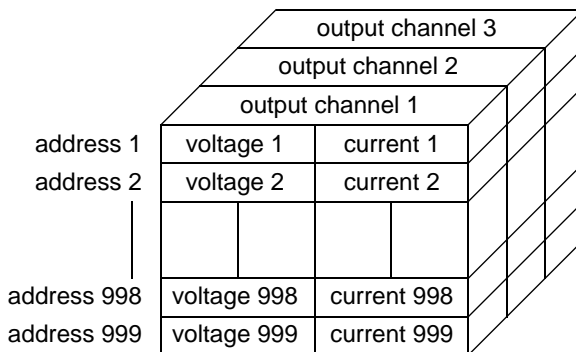 output channel 3
output channel 2
output channel 1
address 1 voltage 1 current 1
address 2 voltage 2 current 2
address 998 voltage 998 current 998
address 999 voltage 999 current 999